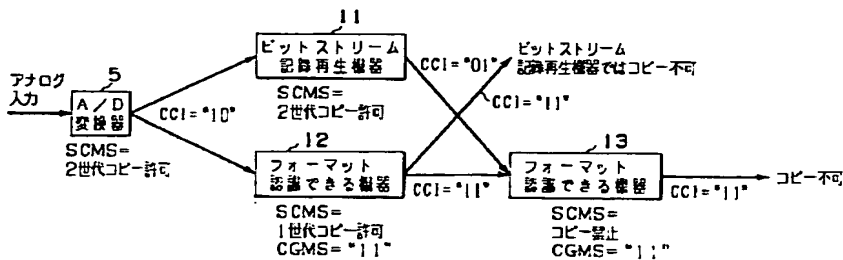 アナログ
入力
5
A/D
変換器
SCMS=
2世代コピー許可
CCI="10"
11
ビットストリーム
記録再生機器
SCMS=
2世代コピー許可
12
フォーマット
認識できる機器
SCMS=
1世代コピー許可
CGMS="11"
CCI="01"
CCI="11"
CCI="11"
ビットストリーム
記録再生機器ではコピー不可
13
フォーマット
認識できる機器
SCMS=
コピー禁止
CGMS="11"
CCI="11"
コピー不可